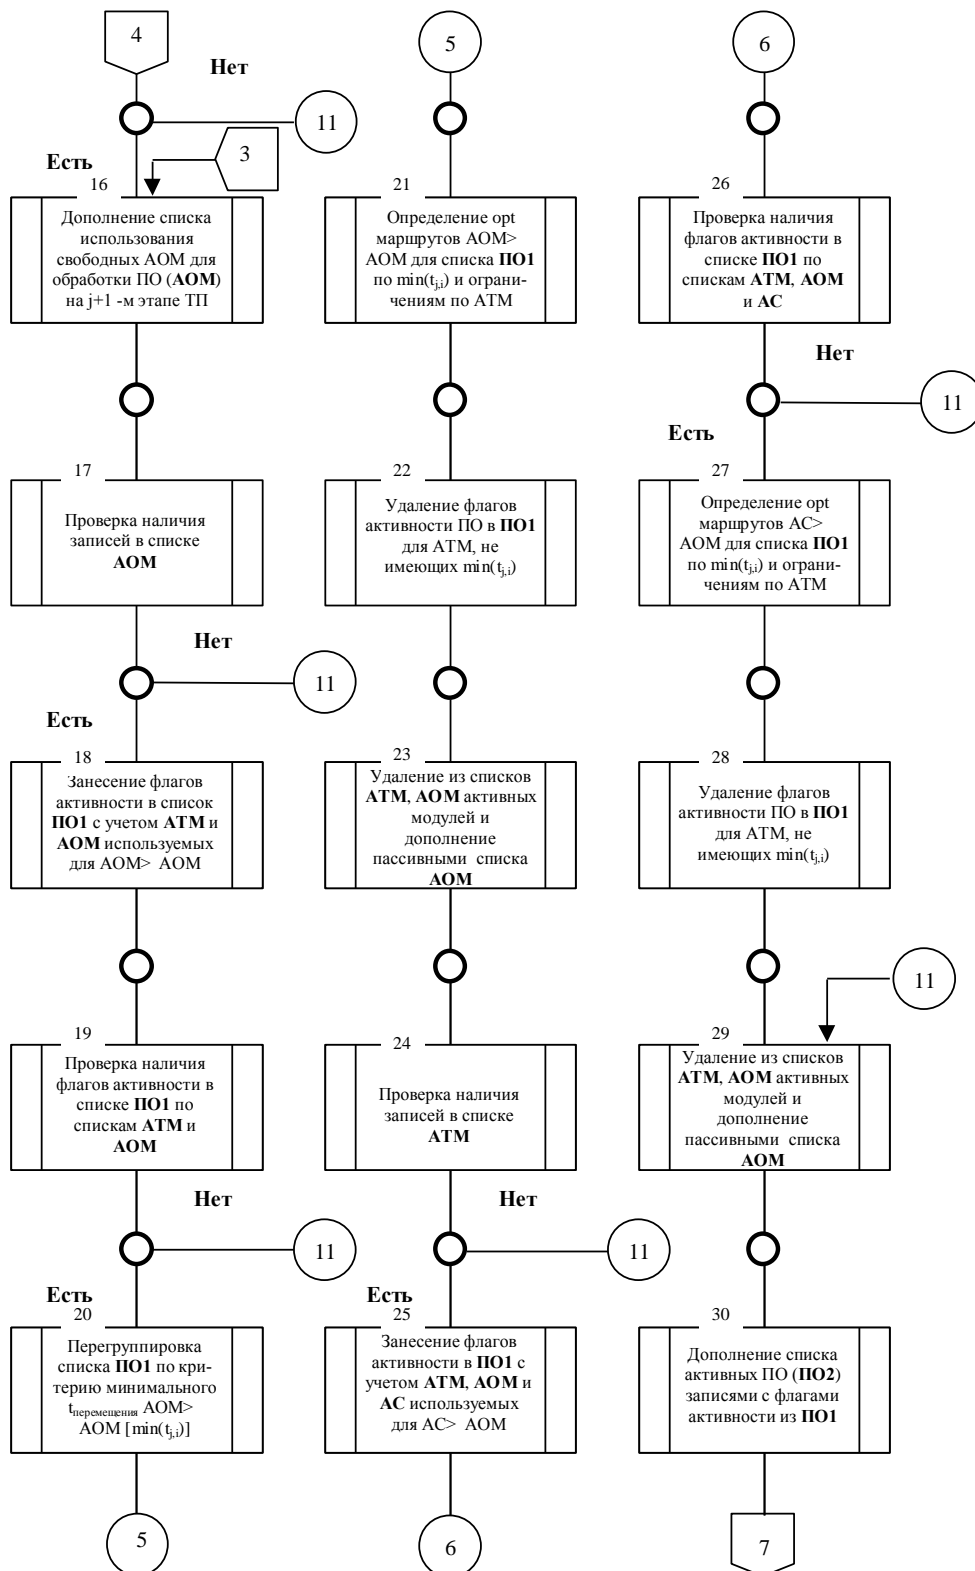 4
Нет
11
Есть
3
16
Дополнение списка
использования
свободных АОМ для
обработки ПО (АОМ)
на j+1 -м этапе ТП
17
Проверка наличия
записей в списке
АОМ
Нет
11
Есть
18
Занесение флагов
активности в список
ПО1 с учетом АТМ и
АОМ используемых
для АОМ> АОМ
19
Проверка наличия
флагов активности в
списке ПО1 по
спискам АТМ и
АОМ
Нет
11
Есть
20
Перегруппировка
списка ПО1 по кри-
терию минимального
tперемещения АОМ>
АОМ [min(tj,i)]
5
5
21
Определение opt
маршрутов АОМ>
АОМ для списка ПО1
по min(tj,i) и ограни-
чениям по АТМ
22
Удаление флагов
активности ПО в ПО1
для АТМ, не
имеющих min(tj,i)
23
Удаление из списков
АТМ, АОМ активных
модулей и
дополнение
пассивными списка
АОМ
24
Проверка наличия
записей в списке
АТМ
Нет
11
Есть
25
Занесение флагов
активности в ПО1 с
учетом АТМ, АОМ и
АС используемых
для АС> АОМ
6
6
26
Проверка наличия
флагов активности в
списке ПО1 по
спискам АТМ, АОМ
и АС
Нет
11
Есть
27
Определение opt
маршрутов АС>
АОМ для списка ПО1
по min(tj,i) и ограни-
чениям по АТМ
28
Удаление флагов
активности ПО в ПО1
для АТМ, не
имеющих min(tj,i)
11
29
Удаление из списков
АТМ, АОМ активных
модулей и
дополнение
пассивными списка
АОМ
30
Дополнение списка
активных ПО (ПО2)
записями с флагами
активности из ПО1
7